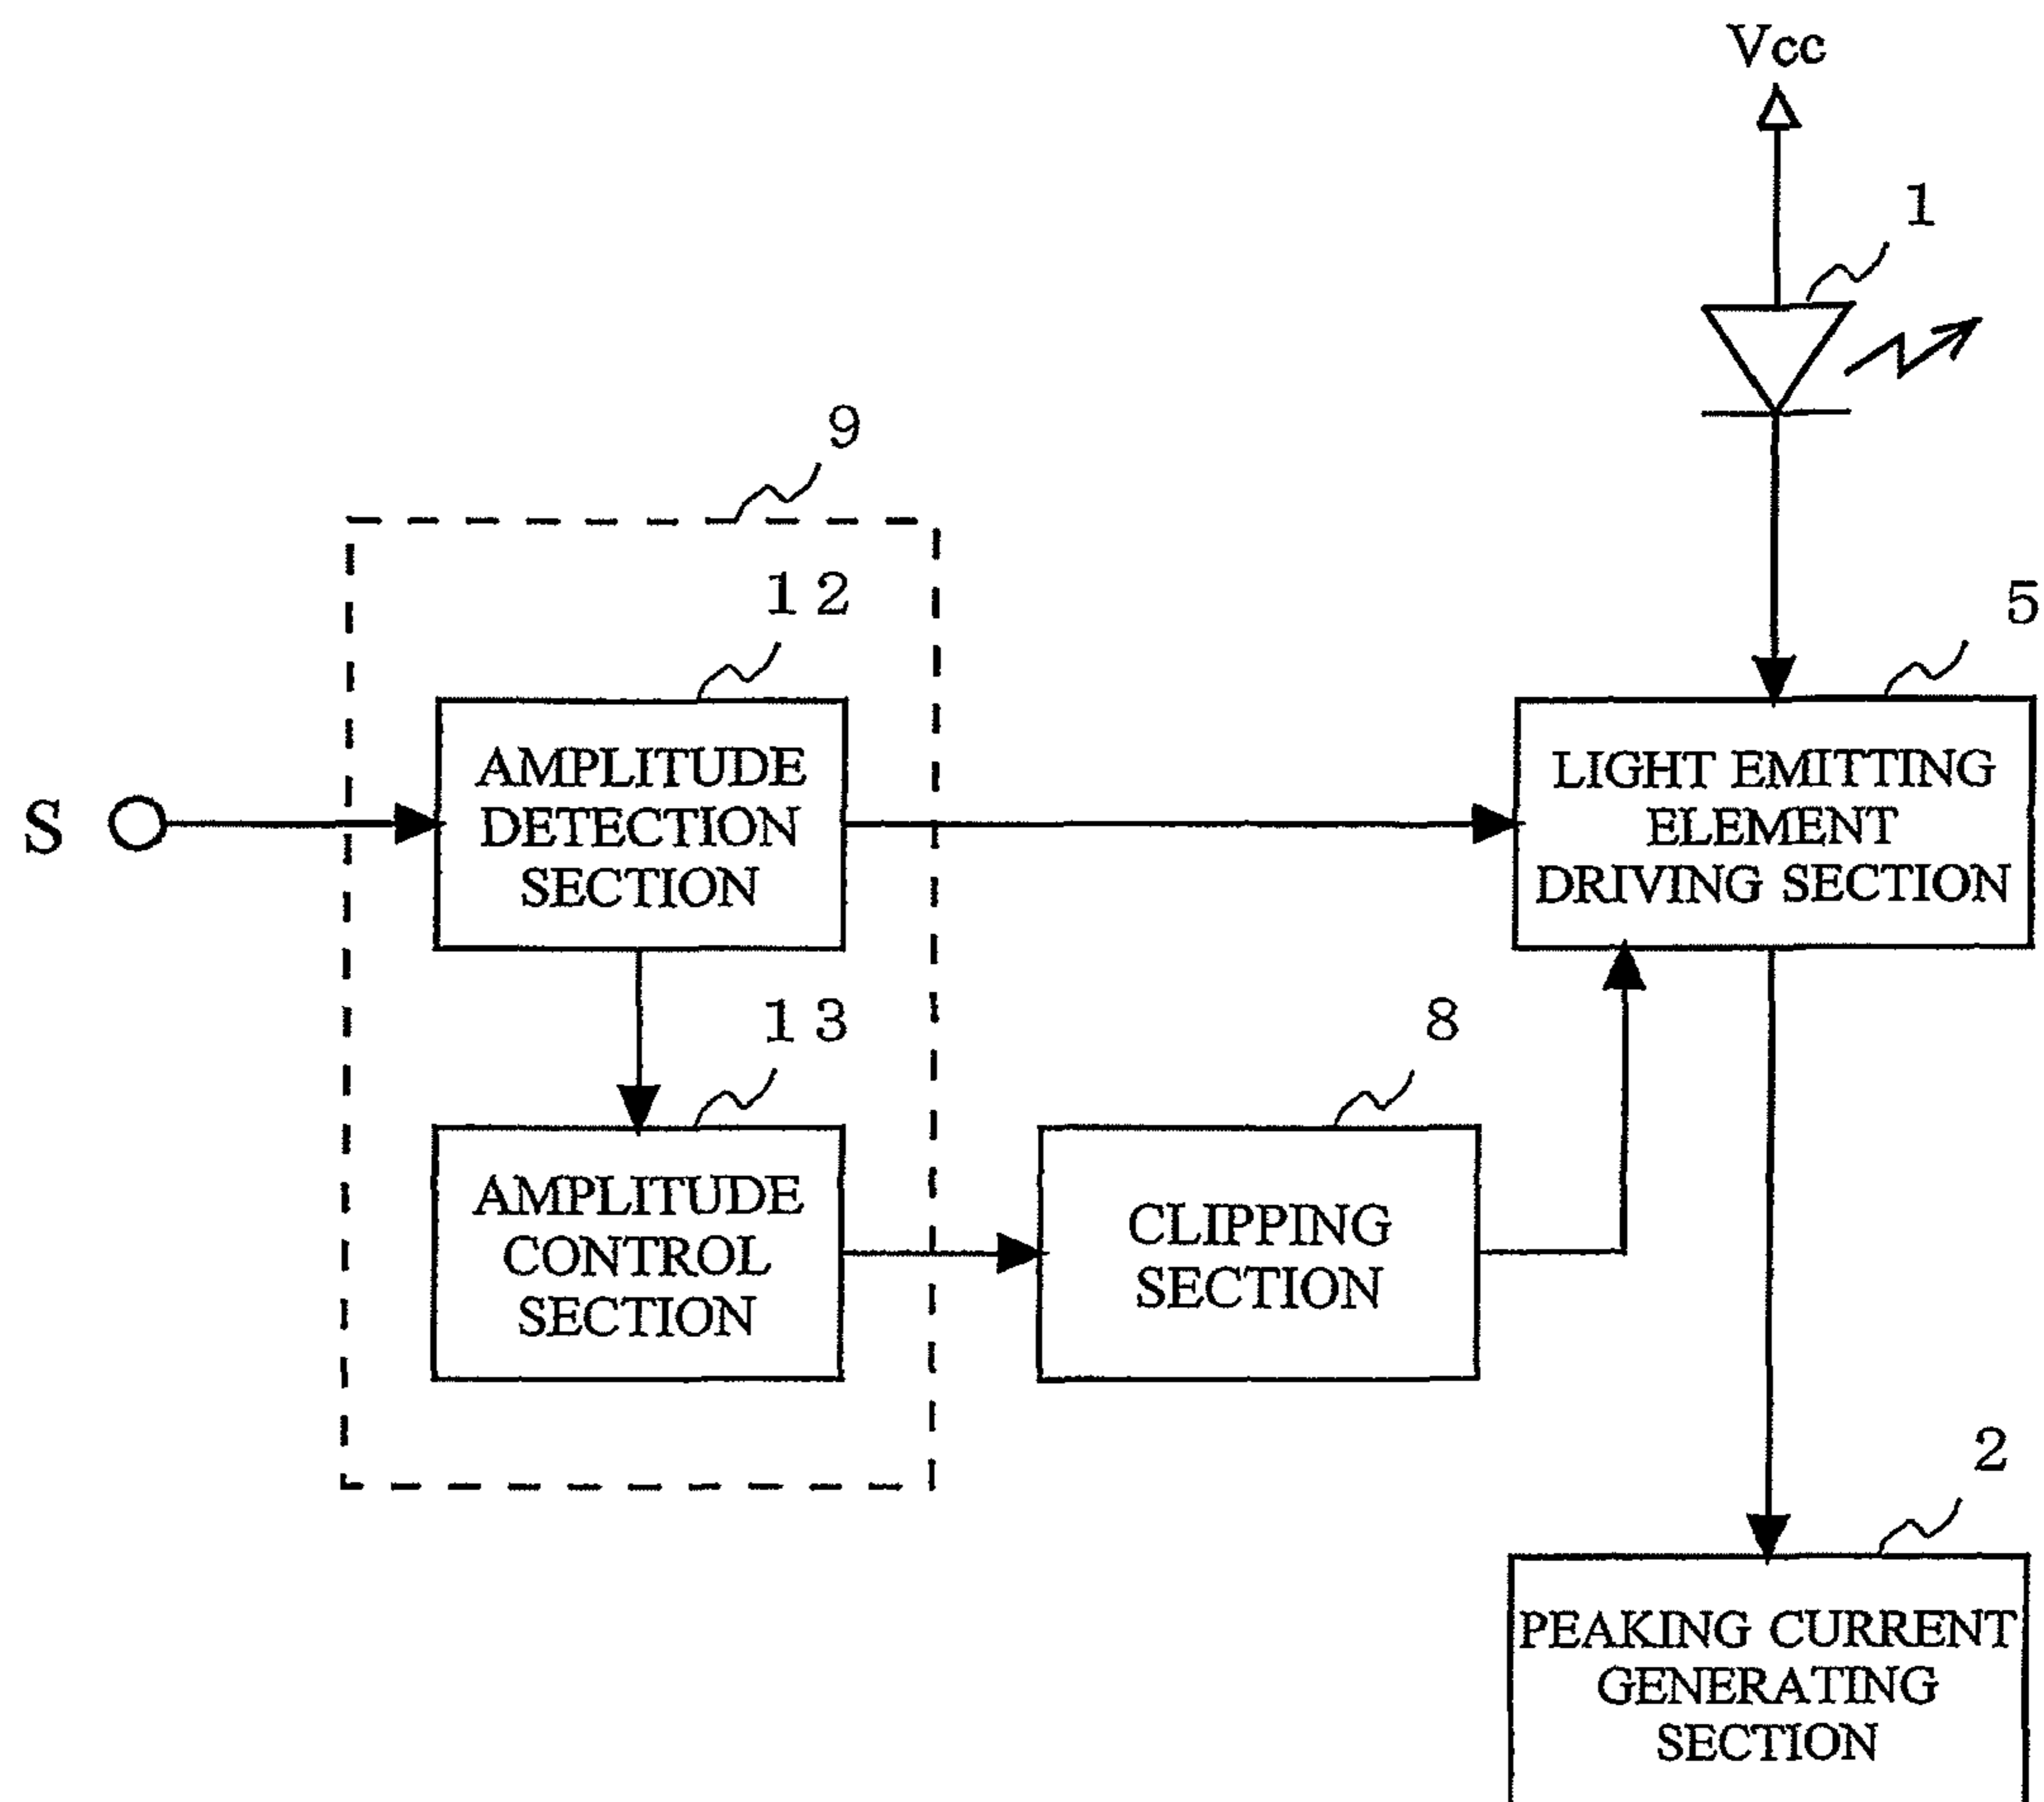 Vcc
1
9
12
5
AMPLITUDE
DETECTION
SECTION
LIGHT EMITTING
ELEMENT
DRIVING SECTION
S
13
8
AMPLITUDE
CONTROL
SECTION
CLIPPING
SECTION
2
PEAKING CURRENT
GENERATING
SECTION